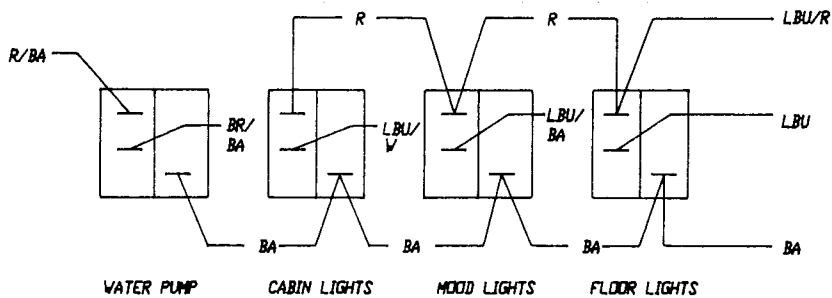 R R LBU/R
R/BA
BR/ BA LBU/ W LBU/ BA LBU
BA BA BA BA
WATER PUMP CABIN LIGHTS MOOD LIGHTS FLOOR LIGHTS